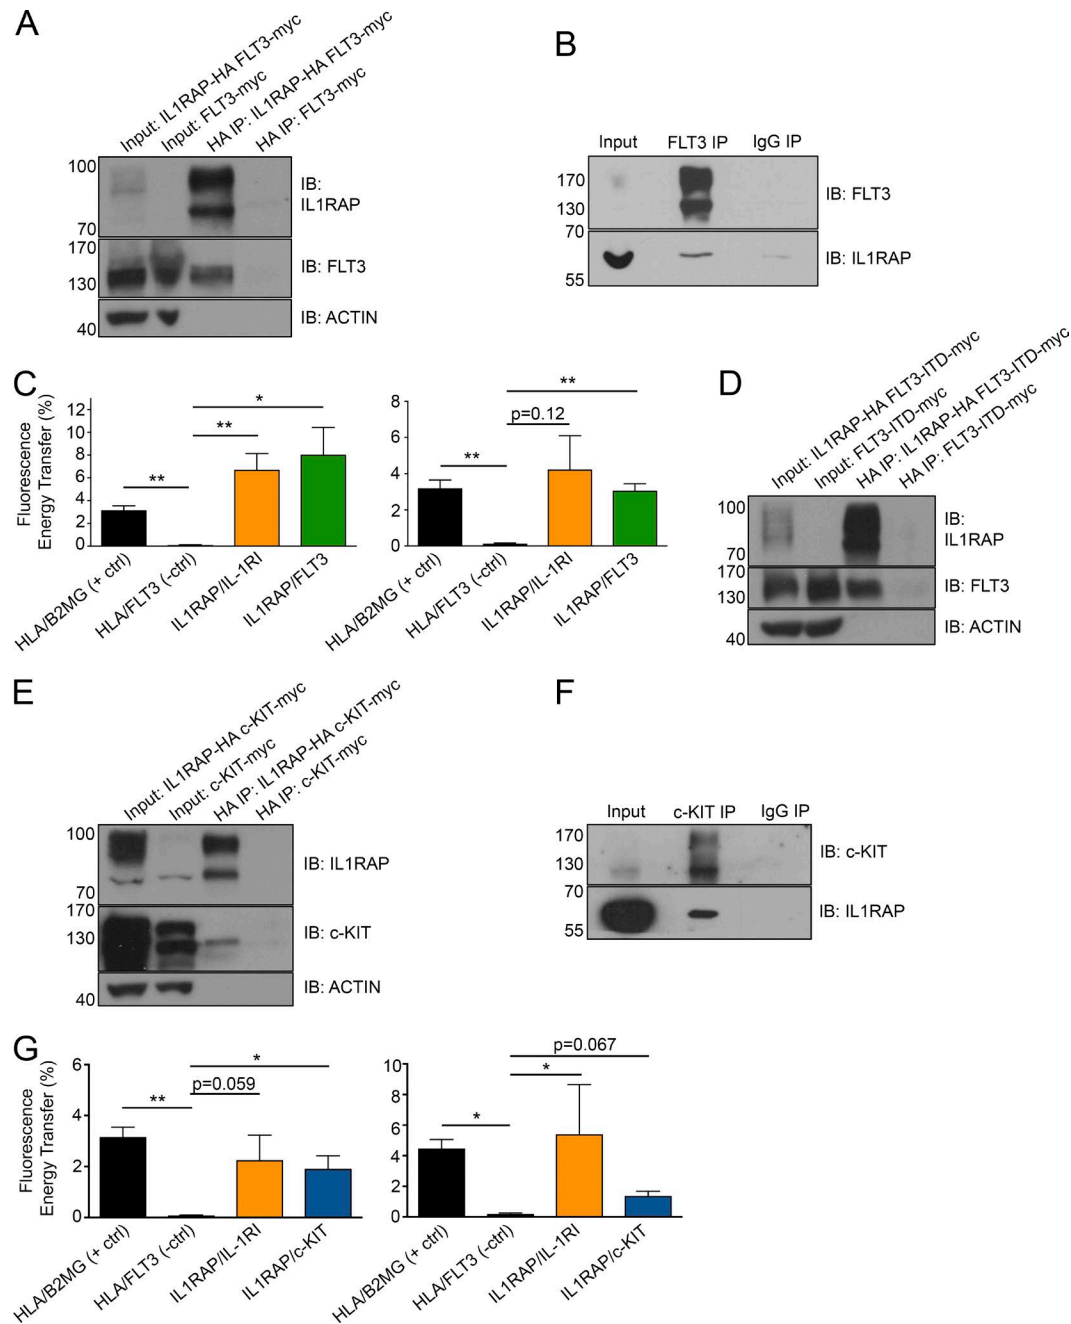 A
Input: IL1RAP-HA FLT3-myc
Input: FLT3-myc
HA IP: IL1RAP-HA FLT3-myc
HA IP: FLT3-myc
100
70
IB:
IL1RAP
170
130
IB: FLT3
40
IB: ACTIN
B
Input FLT3 IP IgG IP
170
130
IB: FLT3
70
55
IB: IL1RAP
C
Fluorescence
Energy Transfer (%)
12
10
8
6
4
2
0
**
**
*
HLA/B2MG (+ ctrl)
HLA/FLT3 (-ctrl)
IL1RAP/IL-1RI
IL1RAP/FLT3
8
6
4
2
0
**
p=0.12
**
HLA/B2MG (+ ctrl)
HLA/FLT3 (-ctrl)
IL1RAP/IL-1RI
IL1RAP/FLT3
D
Input: IL1RAP-HA FLT3-ITD-myc
Input: FLT3-ITD-myc
HA IP: IL1RAP-HA FLT3-ITD-myc
HA IP: FLT3-ITD-myc
100
70
IB:
IL1RAP
170
130
IB: FLT3
40
IB: ACTIN
E
Input: IL1RAP-HA c-KIT-myc
Input: c-KIT-myc
HA IP: IL1RAP-HA c-KIT-myc
HA IP: c-KIT-myc
100
70
IB: IL1RAP
170
130
IB: c-KIT
40
IB: ACTIN
F
Input c-KIT IP IgG IP
170
130
IB: c-KIT
70
55
IB: IL1RAP
G
Fluorescence
Energy Transfer (%)
6
4
2
0
**
p=0.059
*
HLA/B2MG (+ ctrl)
HLA/FLT3 (-ctrl)
IL1RAP/IL-1RI
IL1RAP/c-KIT
10
8
6
4
2
0
*
*
p=0.067
HLA/B2MG (+ ctrl)
HLA/FLT3 (-ctrl)
IL1RAP/IL-1RI
IL1RAP/c-KIT